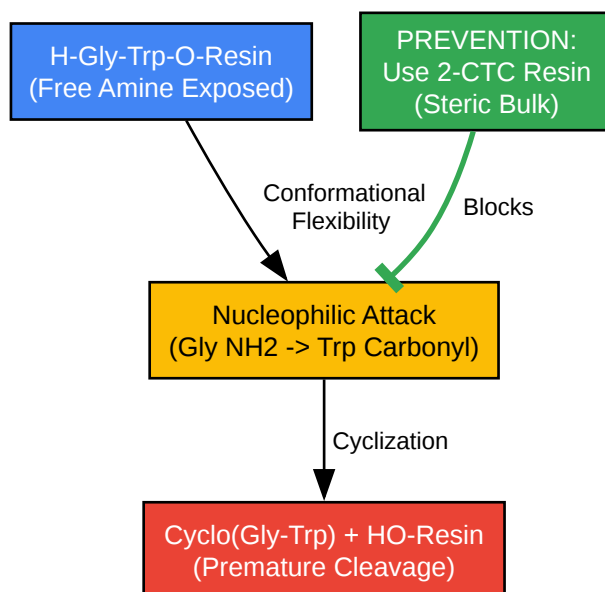 H-Gly-Trp-O-Resin
(Free Amine Exposed)
PREVENTION:
Use 2-CTC Resin
(Steric Bulk)
Conformational
Flexibility
Blocks
Nucleophilic Attack
(Gly NH2 -> Trp Carbonyl)
Cyclization
Cyclo(Gly-Trp) + HO-Resin
(Premature Cleavage)